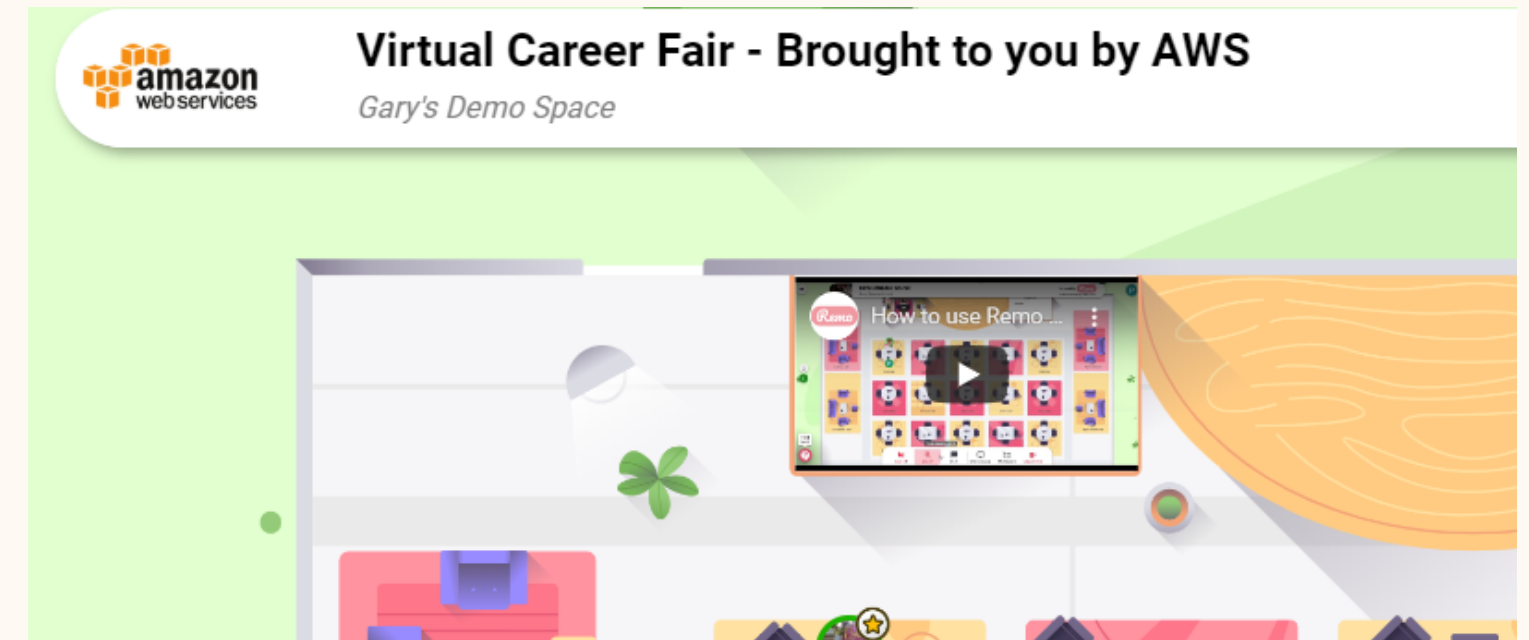 amazon
web services
Virtual Career Fair - Brought to you by AWS
Gary's Demo Space
Remo
How to use Remo ...